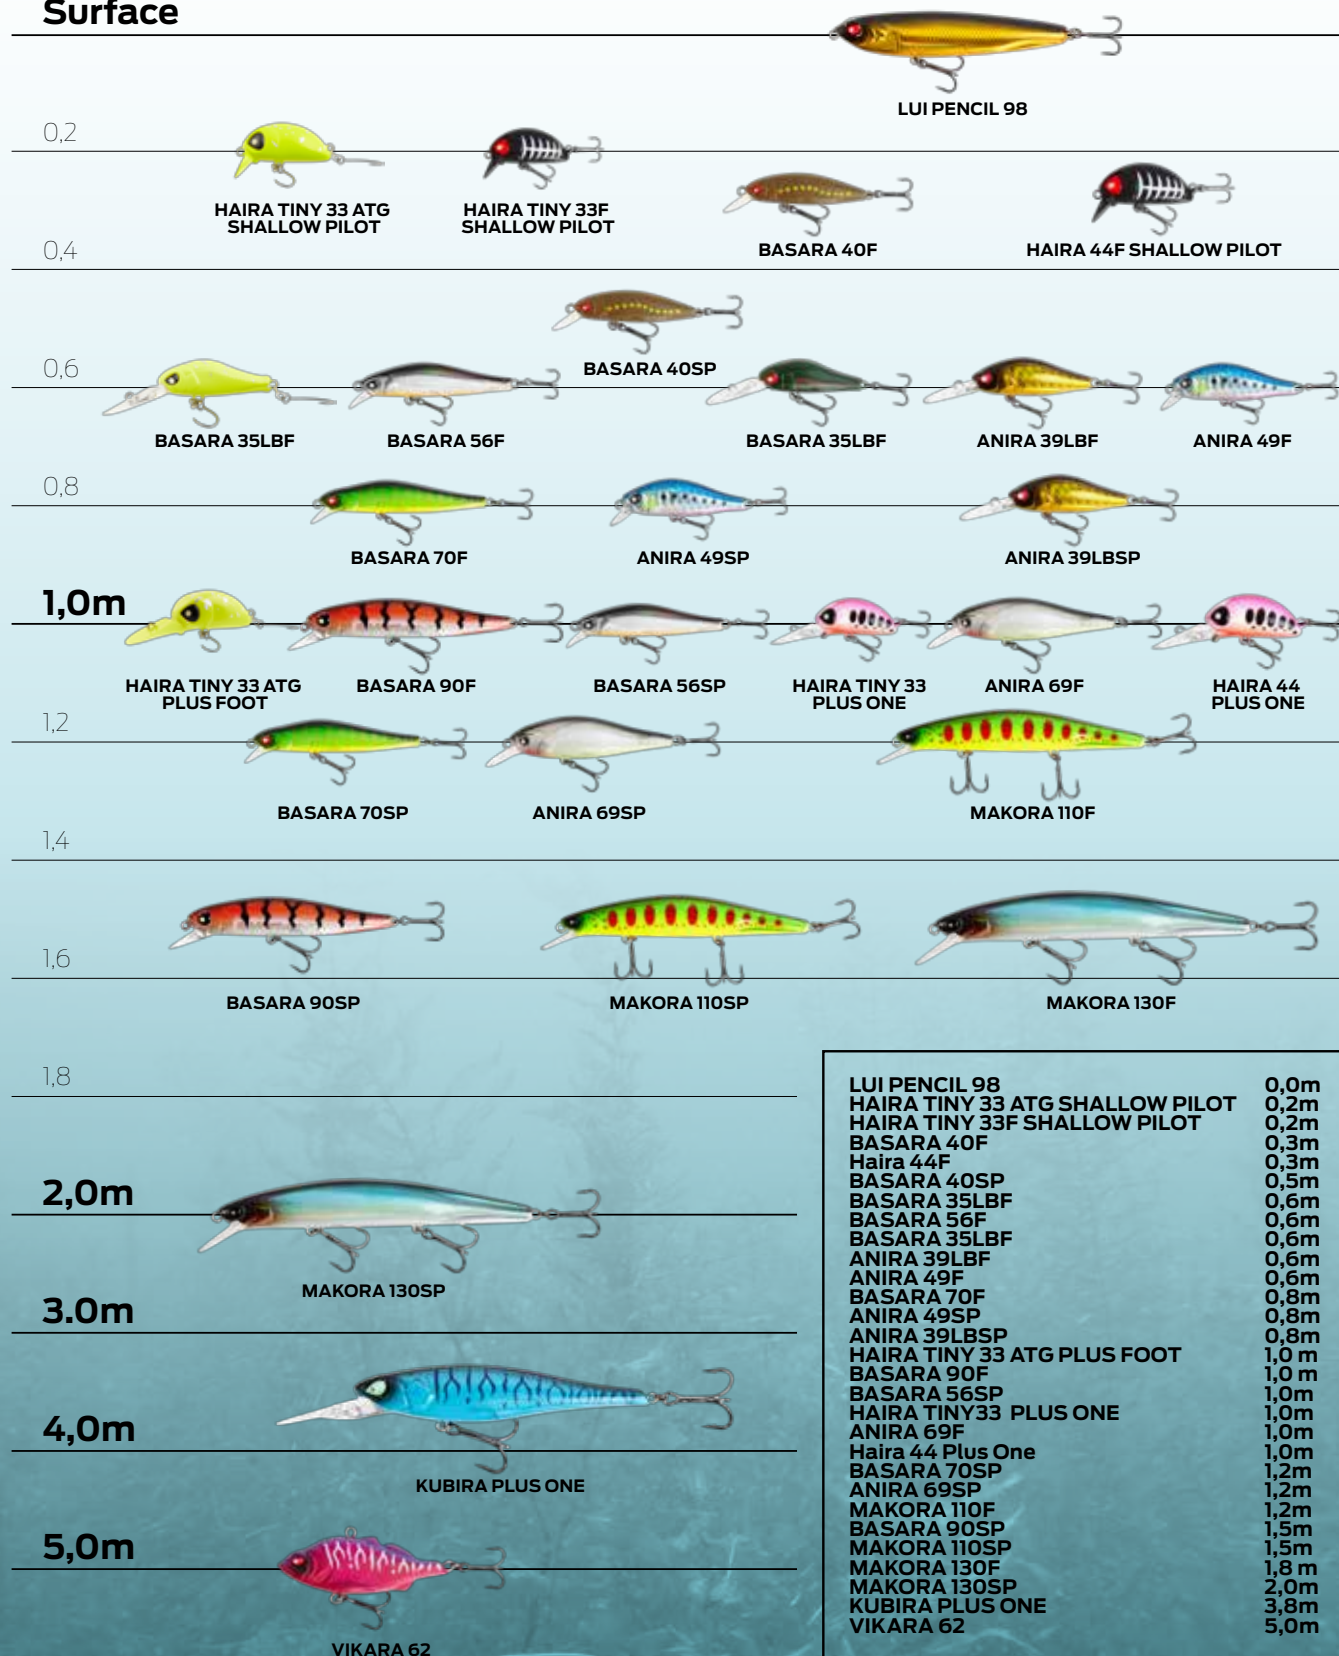 Surface
LUI PENCIL 98
0,2
HAIRA TINY 33 ATG
SHALLOW PILOT
HAIRA TINY 33F
SHALLOW PILOT
BASARA 40F
HAIRA 44F SHALLOW PILOT
0,4
BASARA 40SP
0,6
BASARA 35LBF
BASARA 56F
BASARA 35LBF
ANIRA 39LBF
ANIRA 49F
0,8
BASARA 70F
ANIRA 49SP
ANIRA 39LBSP
1,0m
HAIRA TINY 33 ATG
PLUS FOOT
BASARA 90F
BASARA 56SP
HAIRA TINY 33
PLUS ONE
ANIRA 69F
HAIRA 44
PLUS ONE
1,2
BASARA 70SP
ANIRA 69SP
MAKORA 110F
1,4
BASARA 90SP
MAKORA 110SP
MAKORA 130F
1,6
1,8
2,0m
MAKORA 130SP
3.0m
4,0m
KUBIRA PLUS ONE
5,0m
VIKARA 62
LUI PENCIL 98 0,0m
HAIRA TINY 33 ATG SHALLOW PILOT 0,2m
HAIRA TINY 33F SHALLOW PILOT 0,2m
BASARA 40F 0,3m
Haira 44F 0,3m
BASARA 40SP 0,5m
BASARA 35LBF 0,6m
BASARA 56F 0,6m
BASARA 35LBF 0,6m
ANIRA 39LBF 0,6m
ANIRA 49F 0,6m
BASARA 70F 0,8m
ANIRA 49SP 0,8m
ANIRA 39LBSP 0,8m
HAIRA TINY 33 ATG PLUS FOOT 1,0 m
BASARA 90F 1,0 m
BASARA 56SP 1,0m
HAIRA TINY33 PLUS ONE 1,0m
ANIRA 69F 1,0m
Haira 44 Plus One 1,0m
BASARA 70SP 1,2m
ANIRA 69SP 1,2m
MAKORA 110F 1,2m
BASARA 90SP 1,5m
MAKORA 110SP 1,5m
MAKORA 130F 1,8 m
MAKORA 130SP 2,0m
KUBIRA PLUS ONE 3,8m
VIKARA 62 5,0m